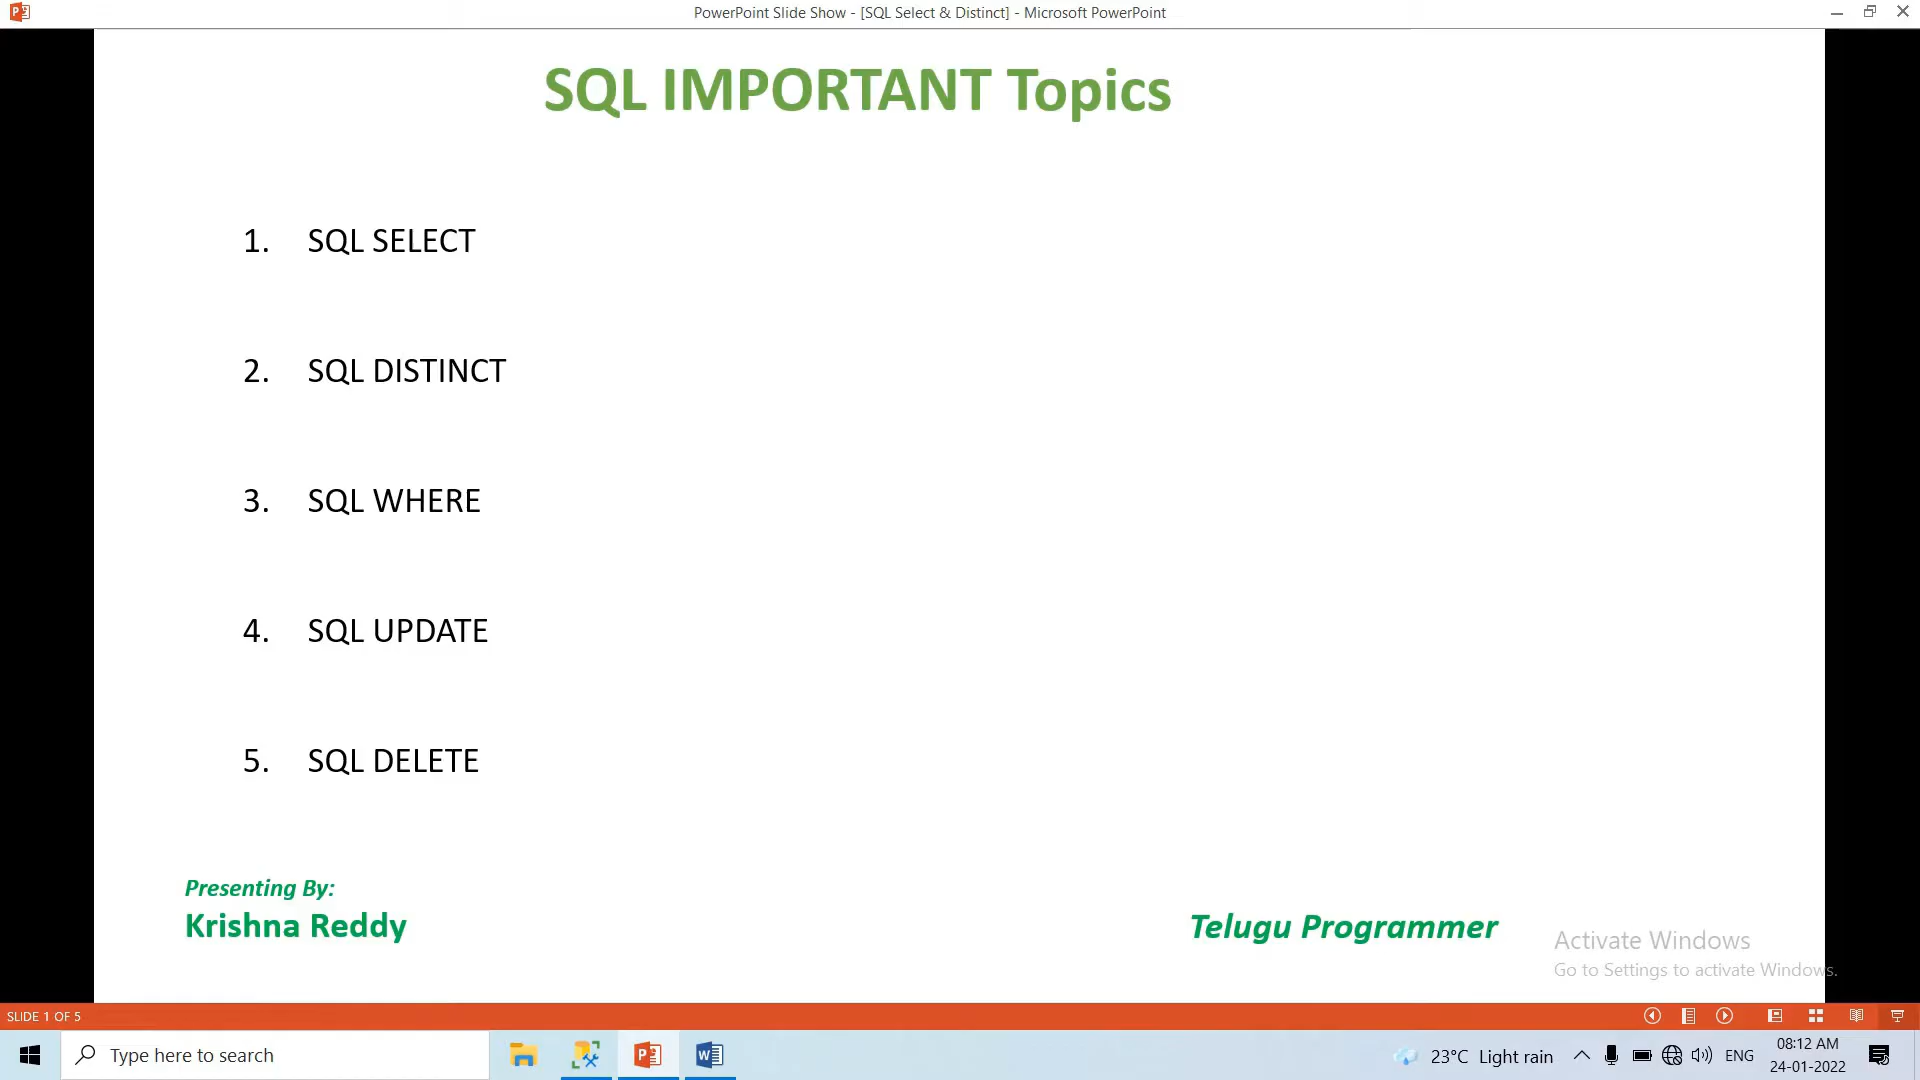 PowerPoint Slide Show - [SQL Select & Distinct] - Microsoft PowerPoint
SQL IMPORTANT Topics
1. SQL SELECT
2. SQL DISTINCT
3. SQL WHERE
4. SQL UPDATE
5. SQL DELETE
Presenting By:
Krishna Reddy
Telugu Programmer
Activate Windows
Go to Settings to activate Windows.
SLIDE 1 OF 5
Type here to search
23°C Light rain
ENG
08:12 AM
24-01-2022